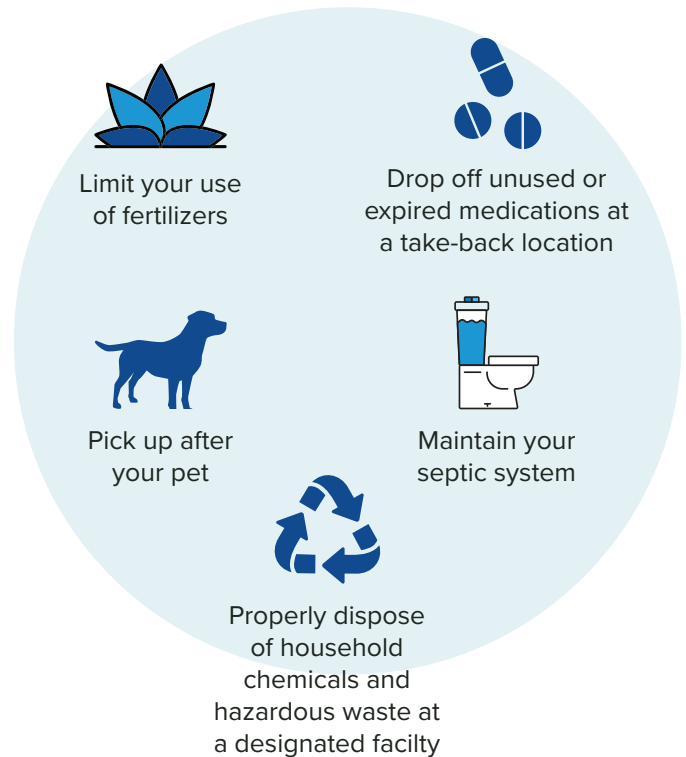 Limit your use
of fertilizers
Drop off unused or
expired medications at
a take-back location
Pick up after
your pet
Maintain your
septic system
Properly dispose
of household
chemicals and
hazardous waste at
a designated facilty